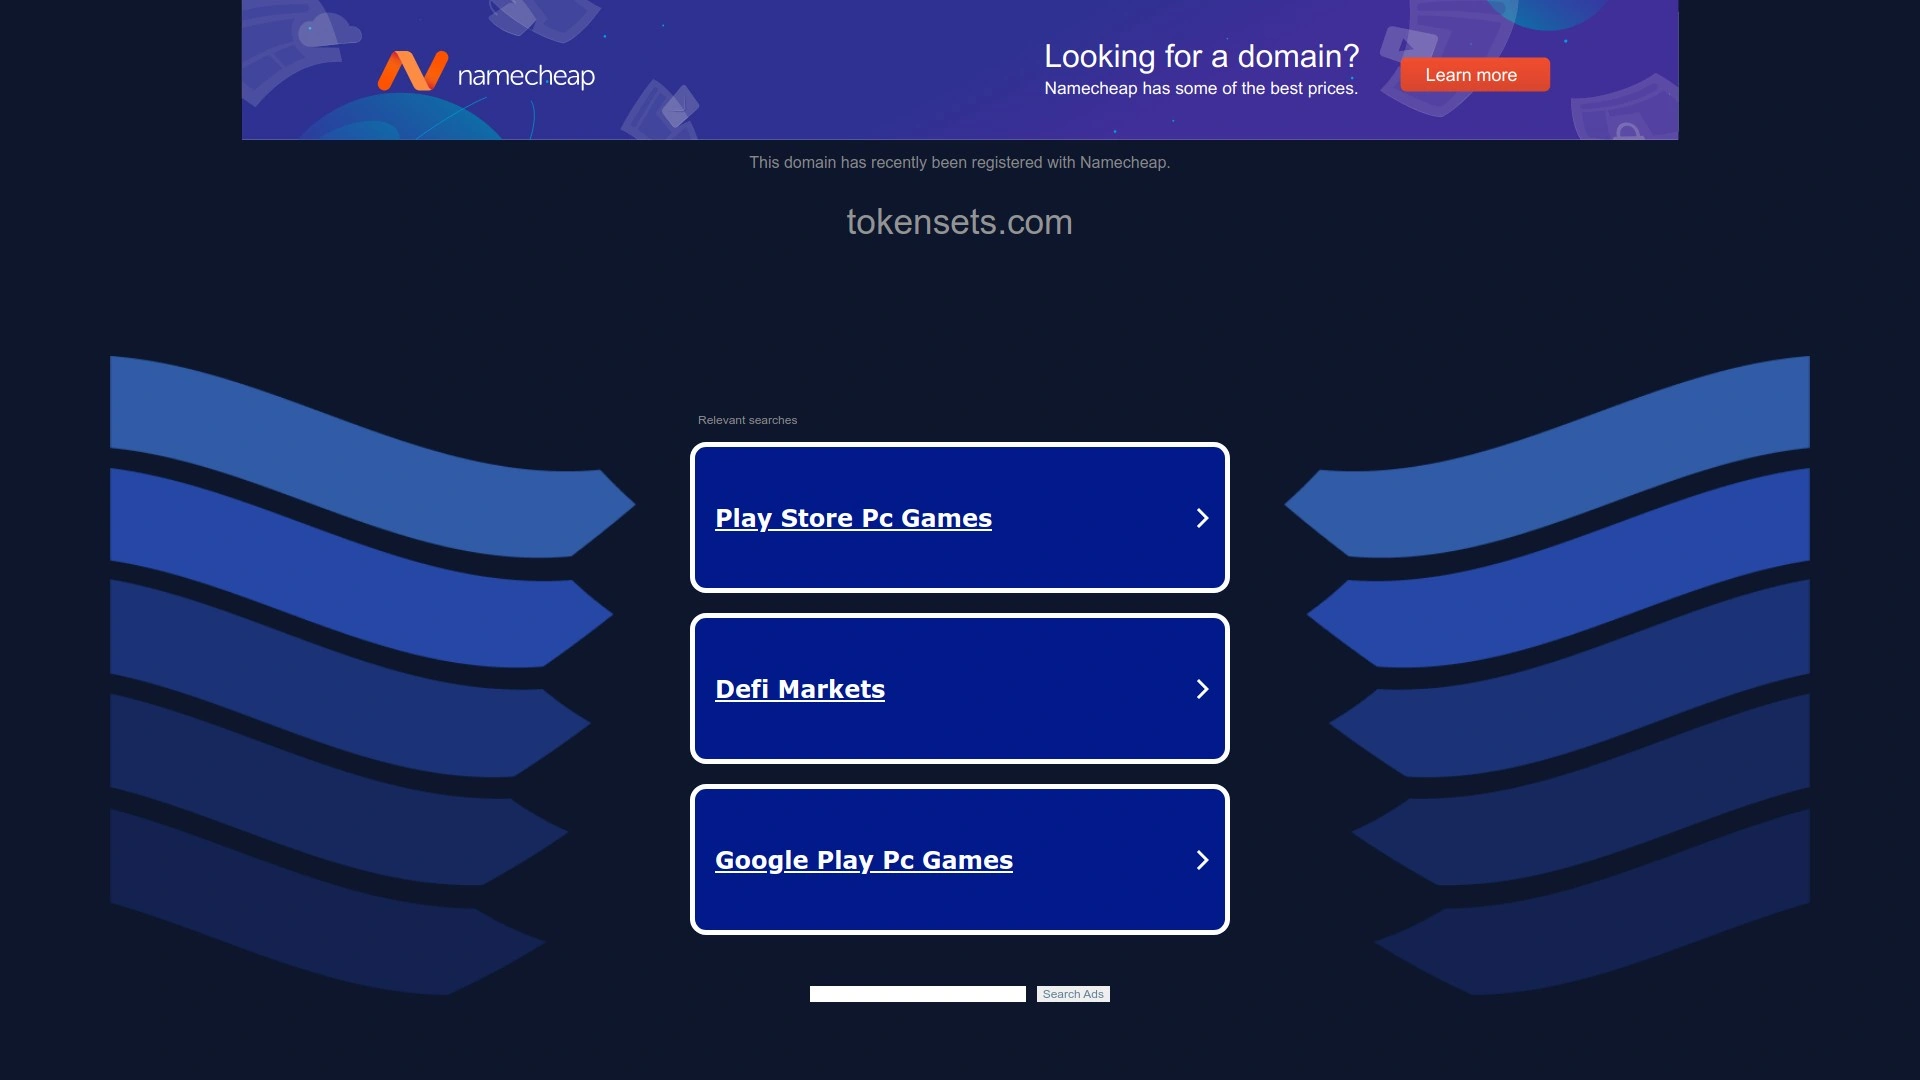 namecheap
Looking for a domain?
Namecheap has some of the best prices.
Learn more
This domain has recently been registered with Namecheap.
tokensets.com
Relevant searches
Play Store Pc Games
Defi Markets
Google Play Pc Games
Search Ads